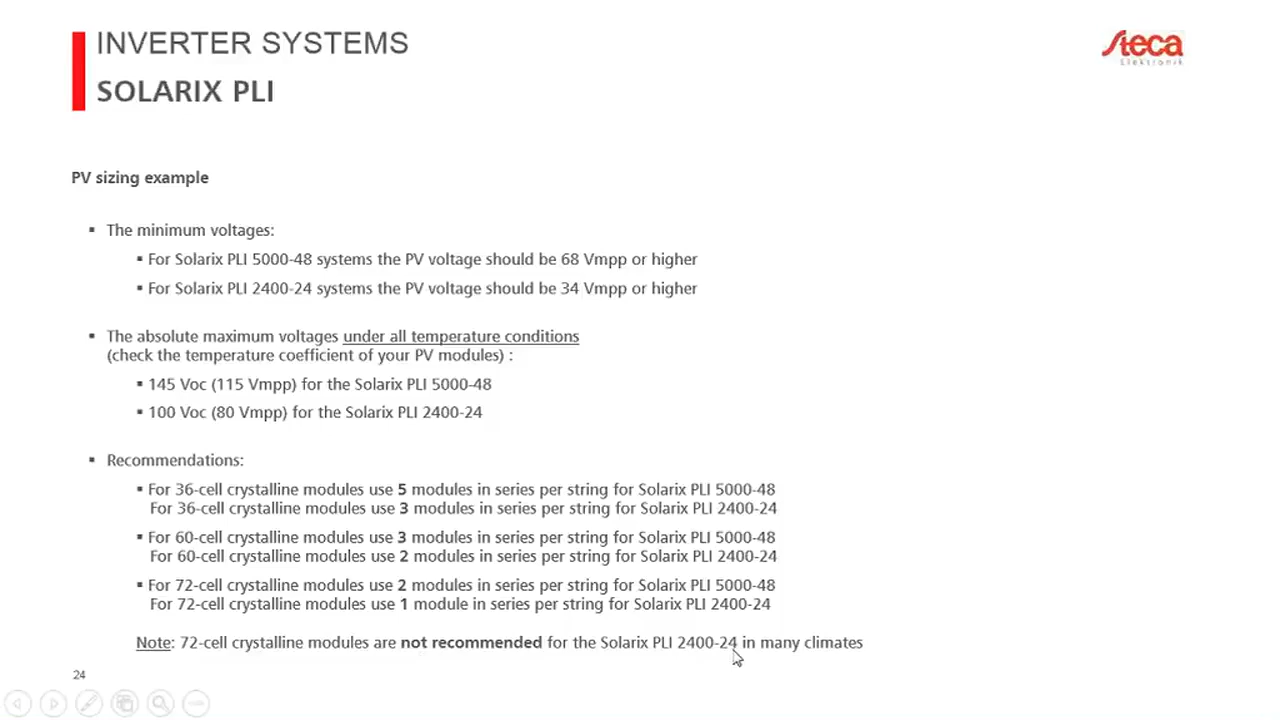 INVERTER SYSTEMS
SOLARIX PLI
Steca
Elektronik
PV sizing example
▪ The minimum voltages:
▪ For Solarix PLI 5000-48 systems the PV voltage should be 68 Vmpp or higher
▪ For Solarix PLI 2400-24 systems the PV voltage should be 34 Vmpp or higher
▪ The absolute maximum voltages under all temperature conditions
(check the temperature coefficient of your PV modules) :
▪ 145 Voc (115 Vmpp) for the Solarix PLI 5000-48
▪ 100 Voc (80 Vmpp) for the Solarix PLI 2400-24
▪ Recommendations:
▪ For 36-cell crystalline modules use 5 modules in series per string for Solarix PLI 5000-48
For 36-cell crystalline modules use 3 modules in series per string for Solarix PLI 2400-24
▪ For 60-cell crystalline modules use 3 modules in series per string for Solarix PLI 5000-48
For 60-cell crystalline modules use 2 modules in series per string for Solarix PLI 2400-24
▪ For 72-cell crystalline modules use 2 modules in series per string for Solarix PLI 5000-48
For 72-cell crystalline modules use 1 module in series per string for Solarix PLI 2400-24
Note: 72-cell crystalline modules are not recommended for the Solarix PLI 2400-24 in many climates
24